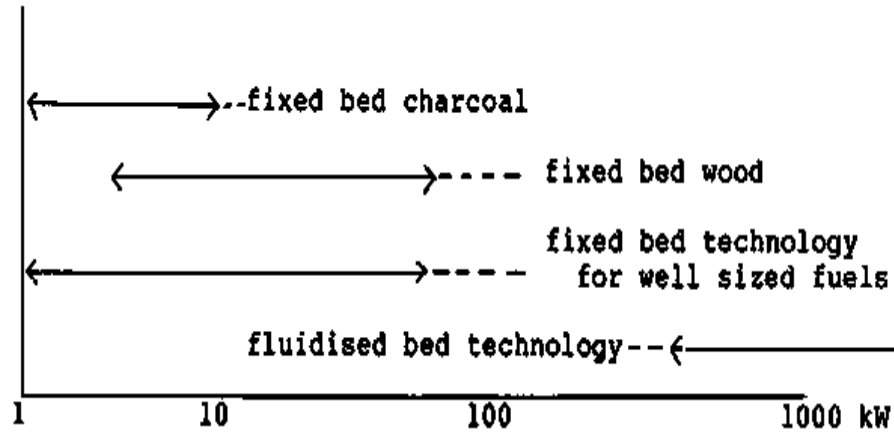 fixed bed charcoal
fixed bed wood
fixed bed technology
for well sized fuels
fluidised bed technology
1 10 100 1000 kW